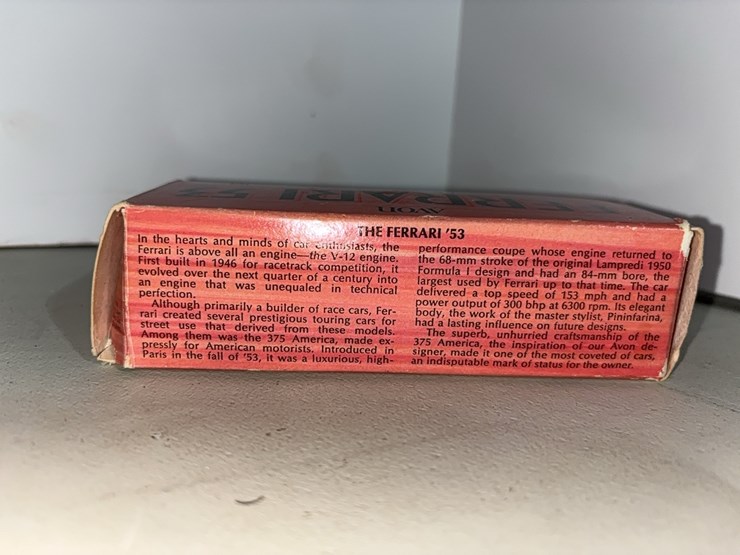 FERRARI '53
AVON
THE FERRARI '53
In the hearts and minds of car enthusiasts, the
Ferrari is above all an engine—the V-12 engine.
First built in 1946 for racetrack competition, it
evolved over the next quarter of a century into
an engine that was unequaled in technical
perfection.
Although primarily a builder of race cars, Fer-
rari created several prestigious touring cars for
street use that derived from these models.
Among them was the 375 America, made ex-
pressly for American motorists. Introduced in
Paris in the fall of '53, it was a luxurious, high-
performance coupe whose engine returned to
the 68-mm stroke of the original Lampredi 1950
Formula I design and had an 84-mm bore, the
largest used by Ferrari up to that time. The car
delivered a top speed of 153 mph and had a
power output of 300 bhp at 6300 rpm. Its elegant
body, the work of the master stylist, Pininfarina,
had a lasting influence on future designs.
The superb, unhurried craftsmanship of the
375 America, the inspiration of our Avon de-
signer, made it one of the most coveted of cars,
an indisputable mark of status for the owner.